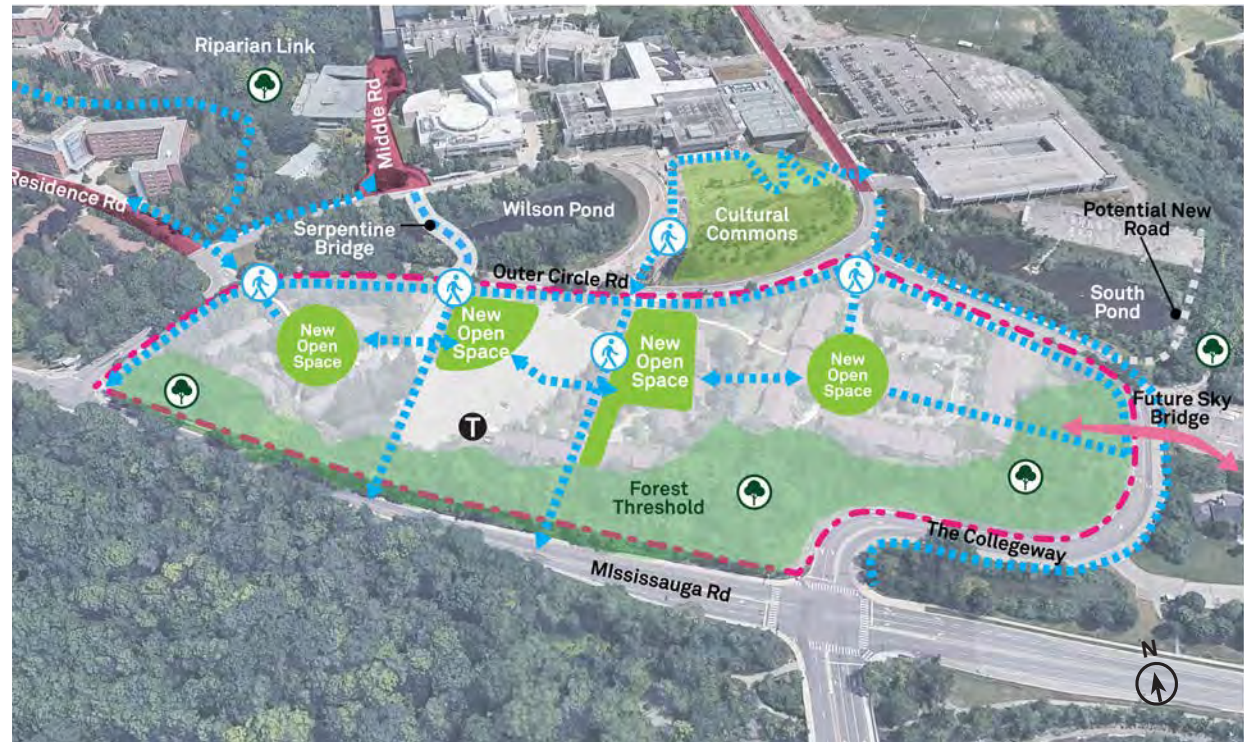 Riparian Link
Middle Rd
Residence Rd
Serpentine
Bridge
Wilson Pond
Cultural
Commons
Potential New
Road
Outer Circle Rd
South
Pond
New
Open
Space
New
Open
Space
New
Open
Space
New
Open
Space
Future Sky
Bridge
T
Forest
Threshold
The Collegeway
MIssissauga Rd
N